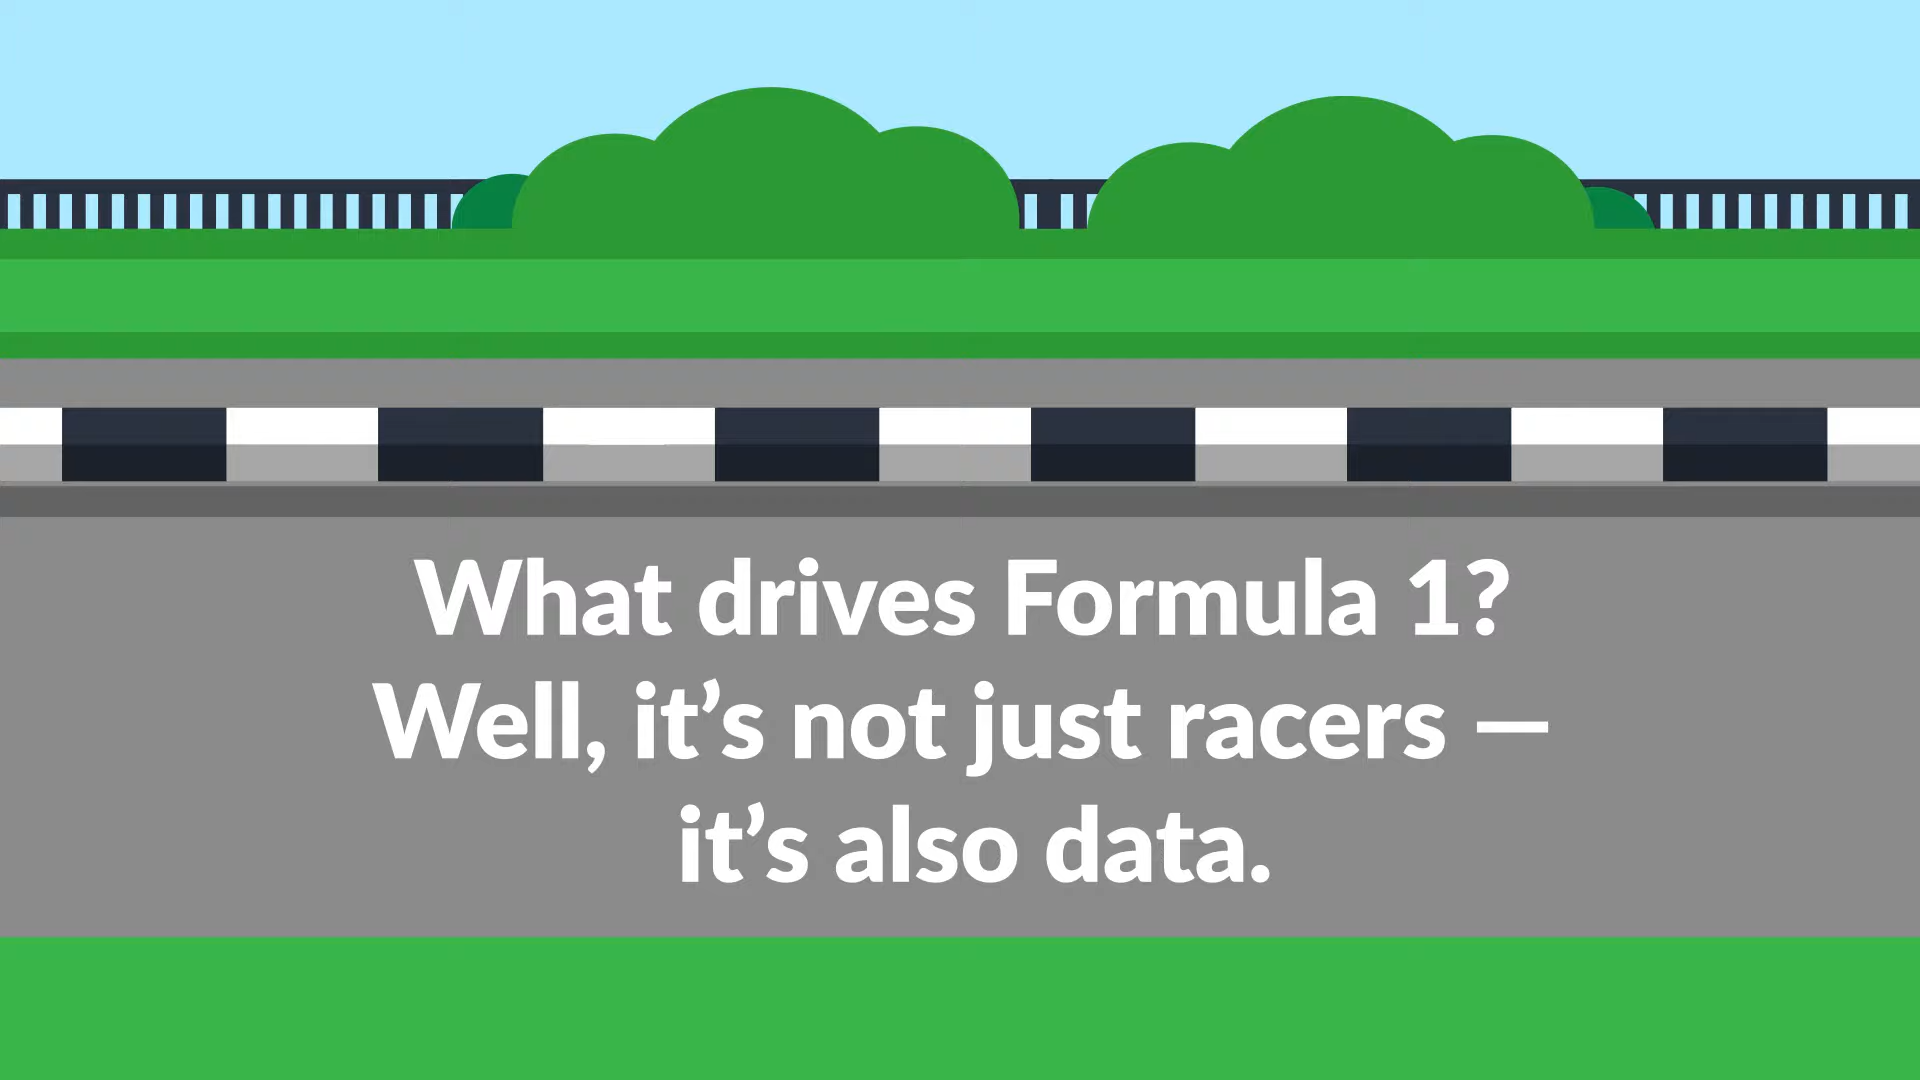 What drives Formula 1?
Well, it’s not just racers —
it’s also data.